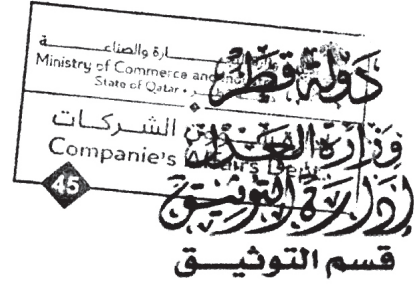 دولة قطر
وزارة العدل
إدارة التوثيق
قسم التوثيق
Ministry of Commerce and
State of Qatar
الشركات
Companie's Affairs Dept.
45